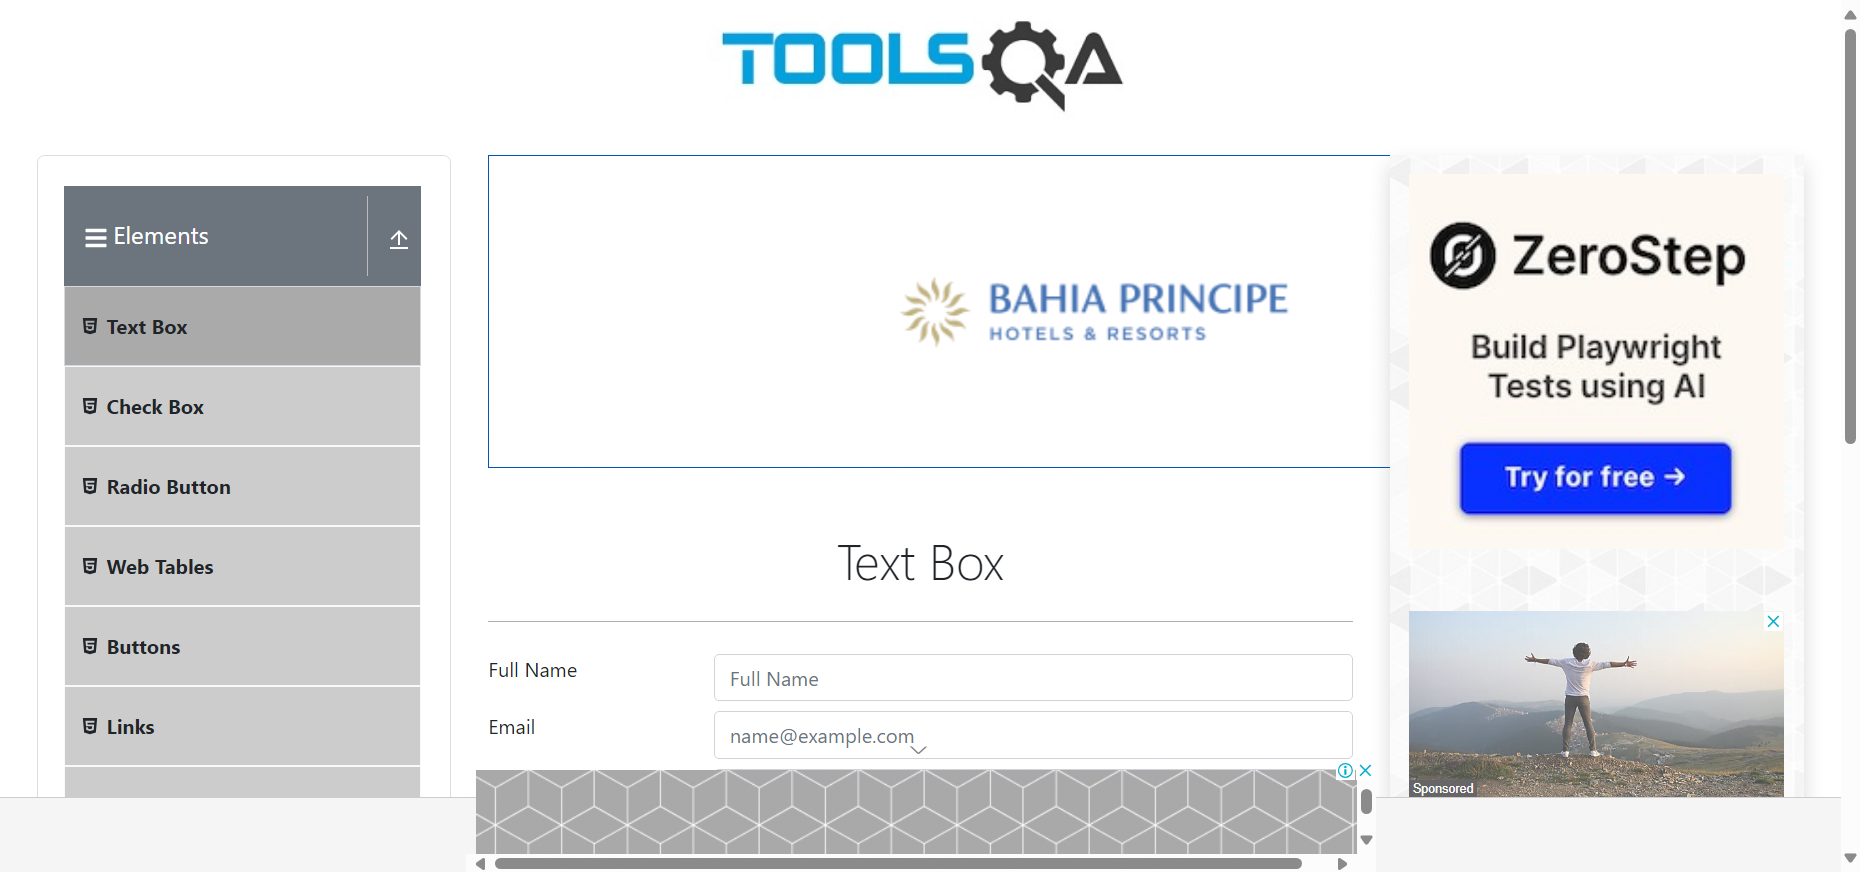 TOOLSQA
Elements
Text Box
Check Box
Radio Button
Web Tables
Buttons
Links
BAHIA PRINCIPE
HOTELS & RESORTS
Text Box
Full Name
Full Name
Email
name@example.com
ZeroStep
Build Playwright
Tests using AI
Try for free →
Sponsored